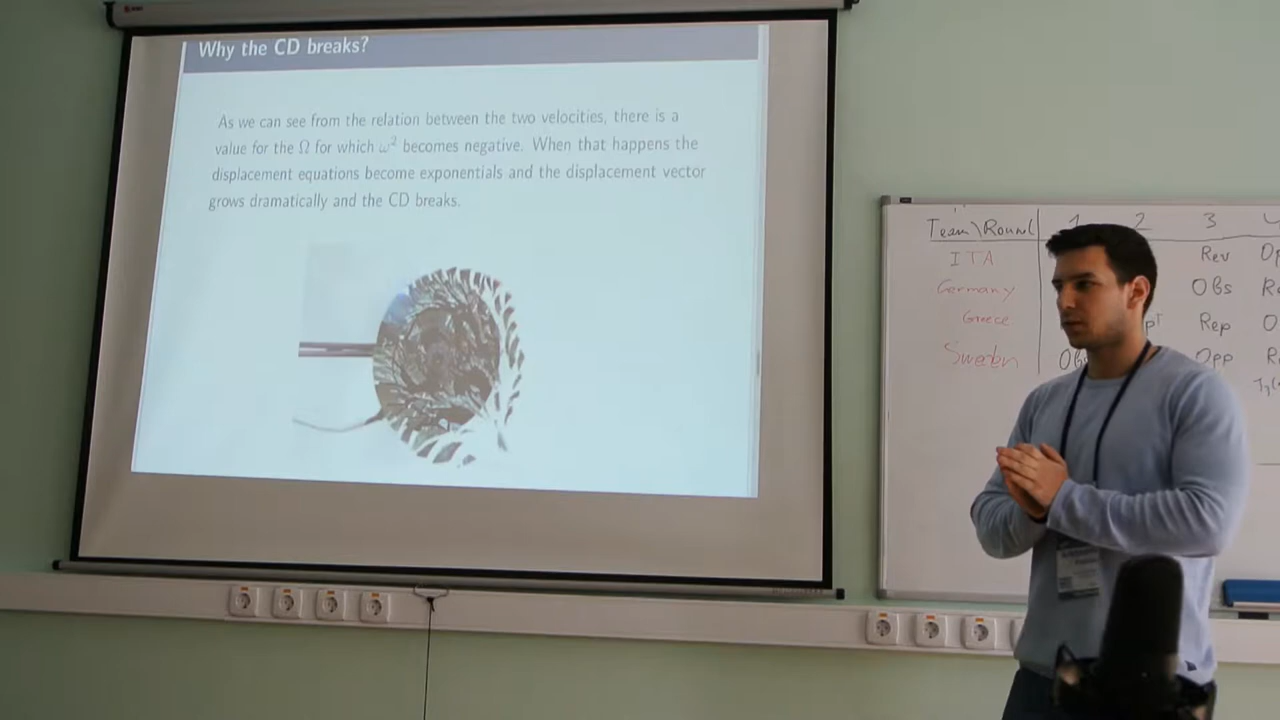 Why the CD breaks?
As we can see from the relation between the two velocities, there is a
value for the Ω for which ω² becomes negative. When that happens the
displacement equations become exponentials and the displacement vector
grows dramatically and the CD breaks.
Team\Round 1 2 3
ITA Rev
Germany Obs
Greece Rep
Sweden Opp